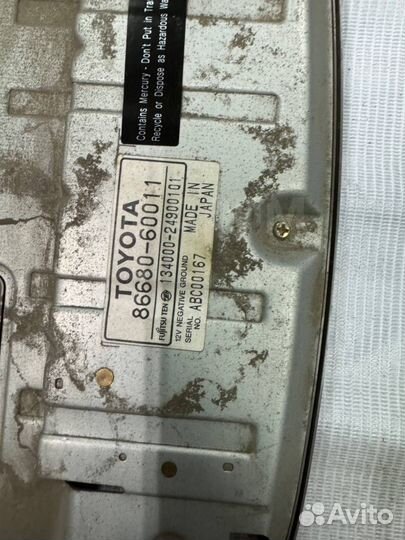 Contains Mercury - Don't Put in Tra
Recycle or Dispose as Hazardous Wa
TOYOTA
86680-60011
FUJITSU TEN 134000-24900101
12V NEGATIVE GROUND MADE IN
SERIAL NO. ABC00167 JAPAN
Avito